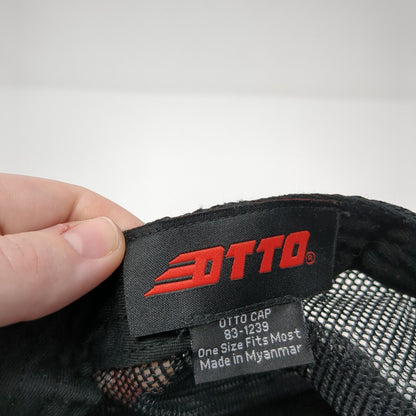 OTTO®
OTTO CAP
83-1239
One Size Fits Most
Made in Myanmar